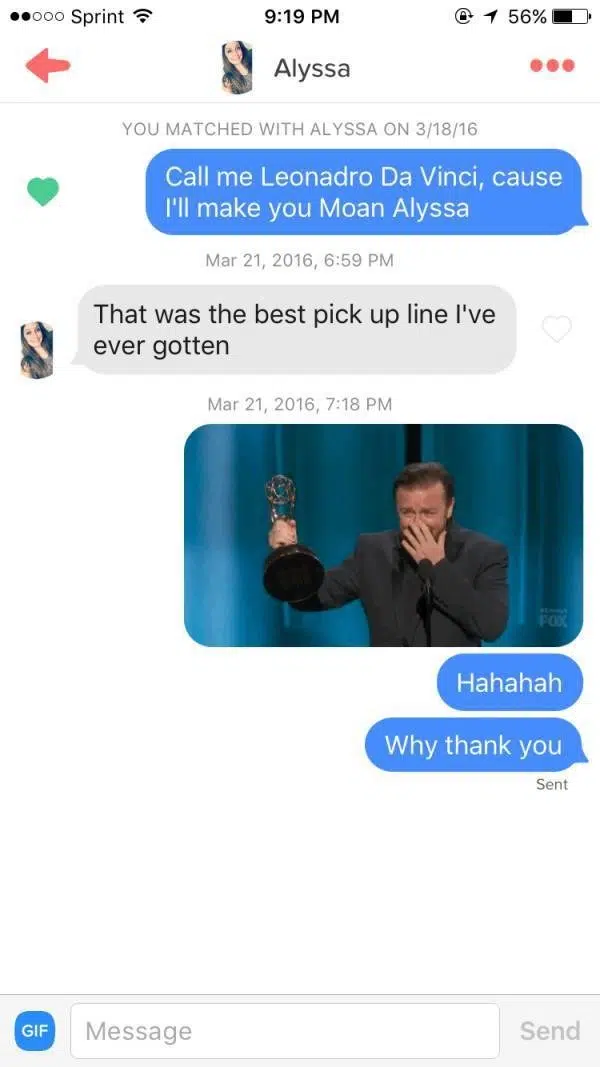 Sprint
9:19 PM
56%
Alyssa
YOU MATCHED WITH ALYSSA ON 3/18/16
Call me Leonadro Da Vinci, cause
I'll make you Moan Alyssa
Mar 21, 2016, 6:59 PM
That was the best pick up line I've
ever gotten
Mar 21, 2016, 7:18 PM
FOX
Hahahah
Why thank you
Sent
GIF
Message
Send